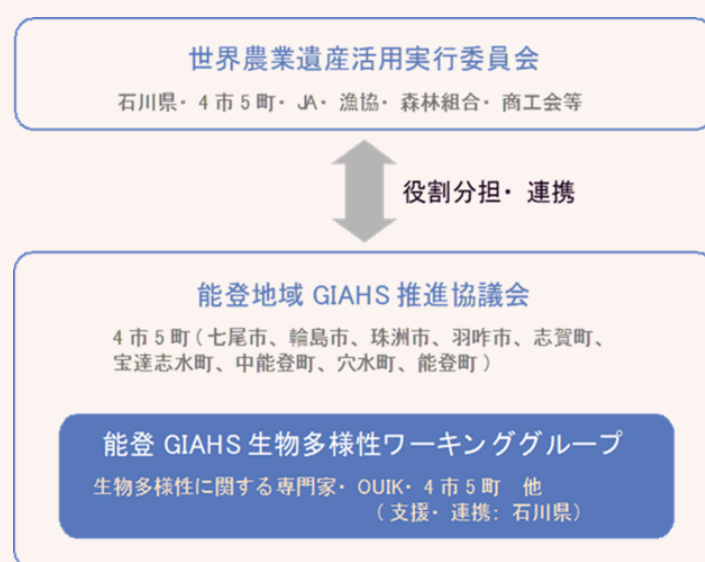 世界農業遺産活用実行委員会
石川県・4市5町・JA・漁協・森林組合・商工会等
役割分担・連携
能登地域 GIAHS 推進協議会
4市5町(七尾市、輪島市、珠洲市、羽咋市、志賀町、
宝達志水町、中能登町、穴水町、能登町)
能登 GIAHS 生物多様性ワーキンググループ
生物多様性に関する専門家・OUIK・4市5町 他
(支援・連携: 石川県)